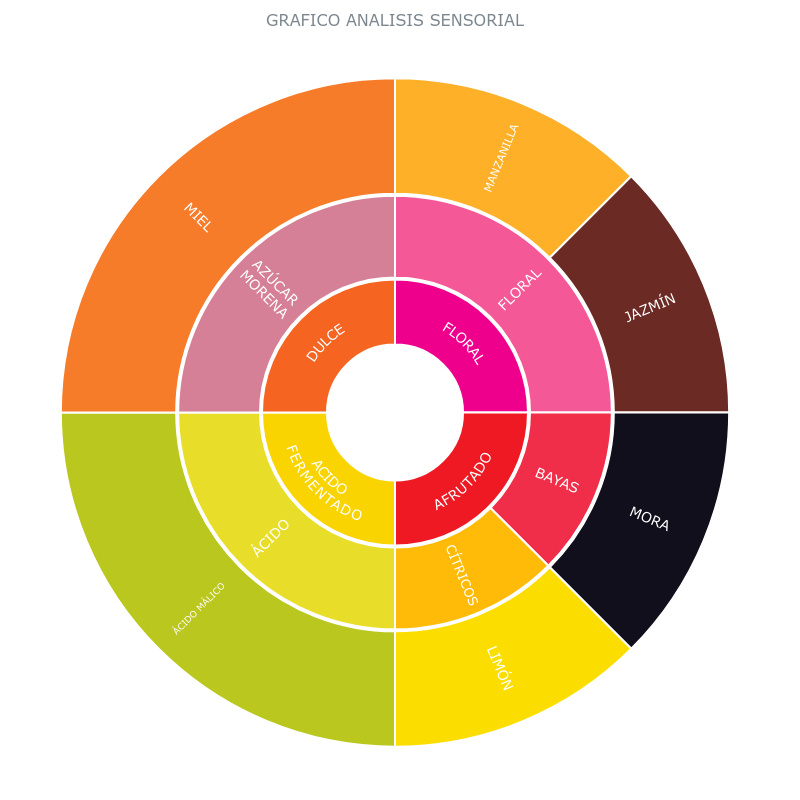 GRAFICO ANALISIS SENSORIAL
MANZANILLA
JAZMÍN
MORA
LIMÓN
ÁCIDO MÁLICO
MIEL
FLORAL
BAYAS
CÍTRICOS
ÁCIDO
AZÚCAR
MORENA
FLORAL
AFRUTADO
ACIDO
FERMENTADO
DULCE